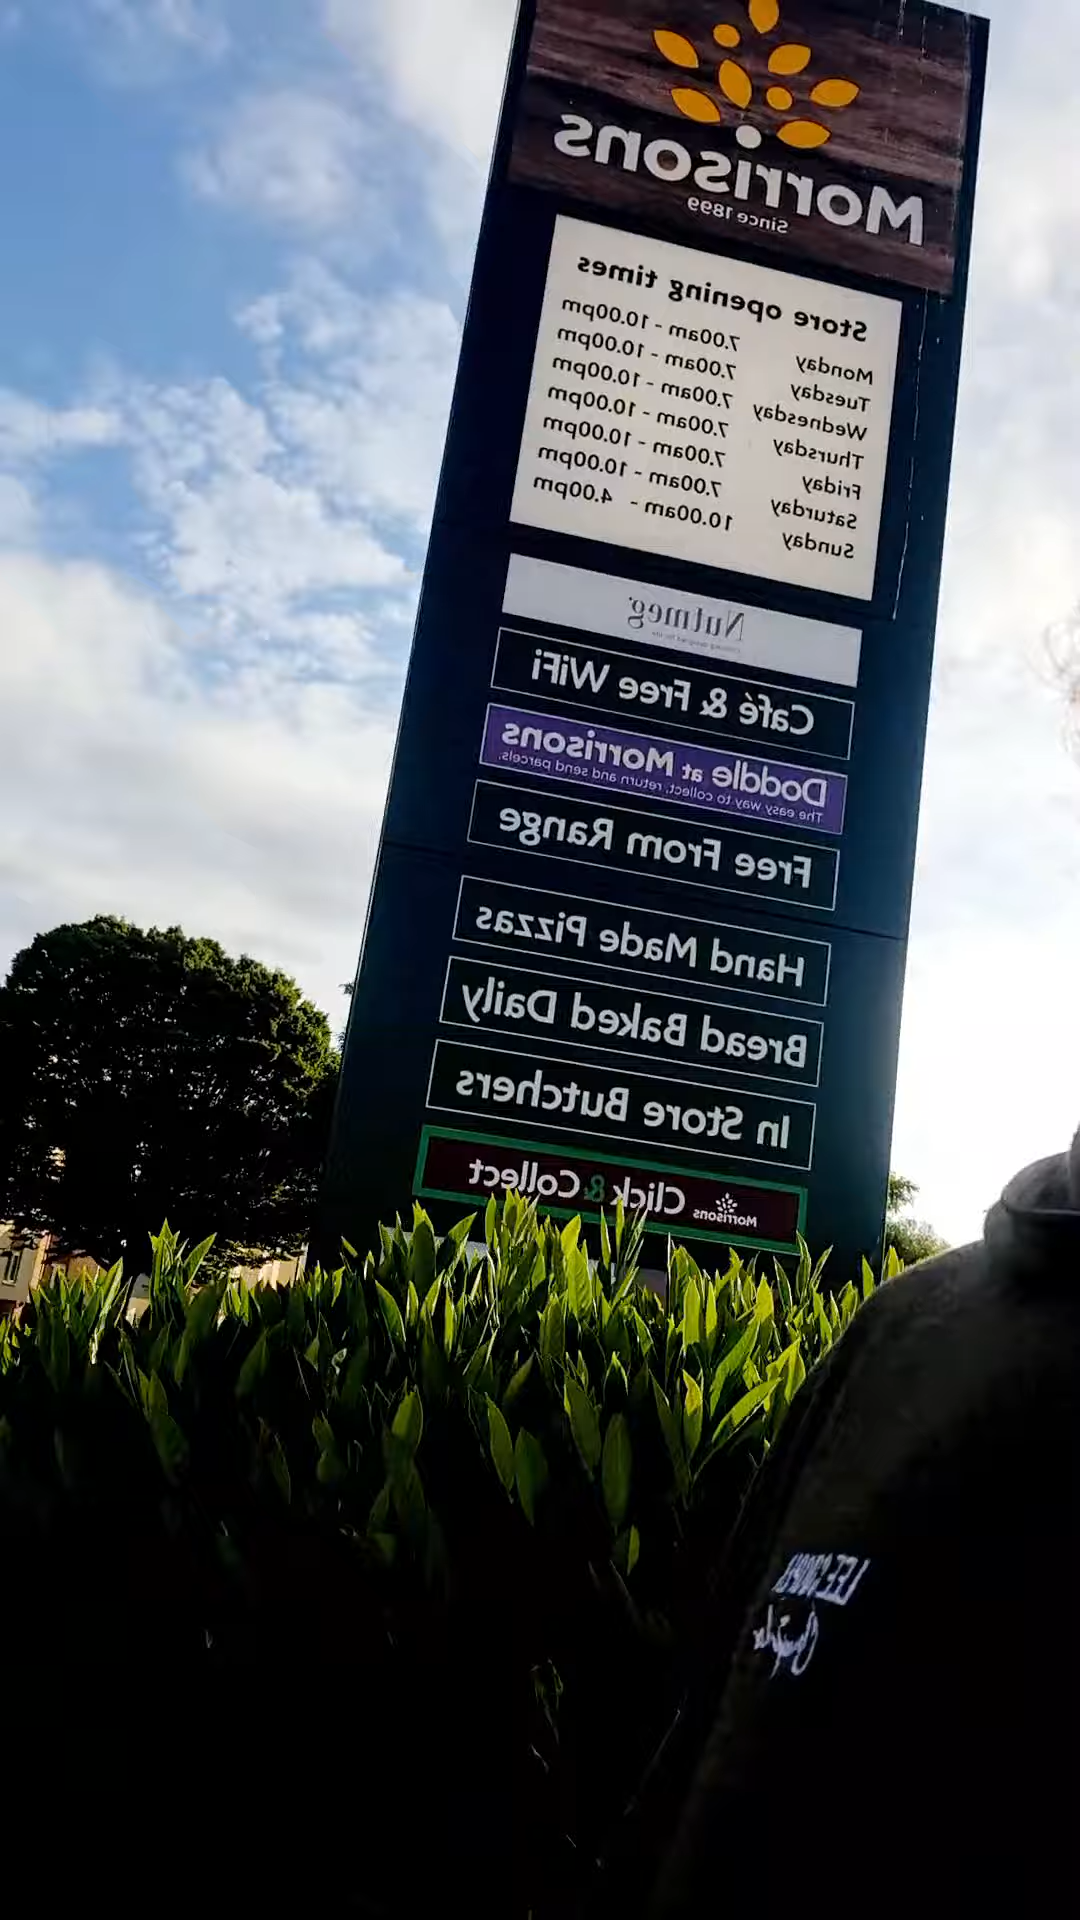 Morrisons
Since 1899
Store opening times
Monday 7.00am - 10.00pm
Tuesday 7.00am - 10.00pm
Wednesday 7.00am - 10.00pm
Thursday 7.00am - 10.00pm
Friday 7.00am - 10.00pm
Saturday 7.00am - 10.00pm
Sunday 10.00am - 4.00pm
Nutmeg
Café & Free WiFi
Doddle at Morrisons
The easy way to collect, return and send parcels.
Free From Range
Hand Made Pizzas
Bread Baked Daily
In Store Butchers
Morrisons Click & Collect
LEE COOPER